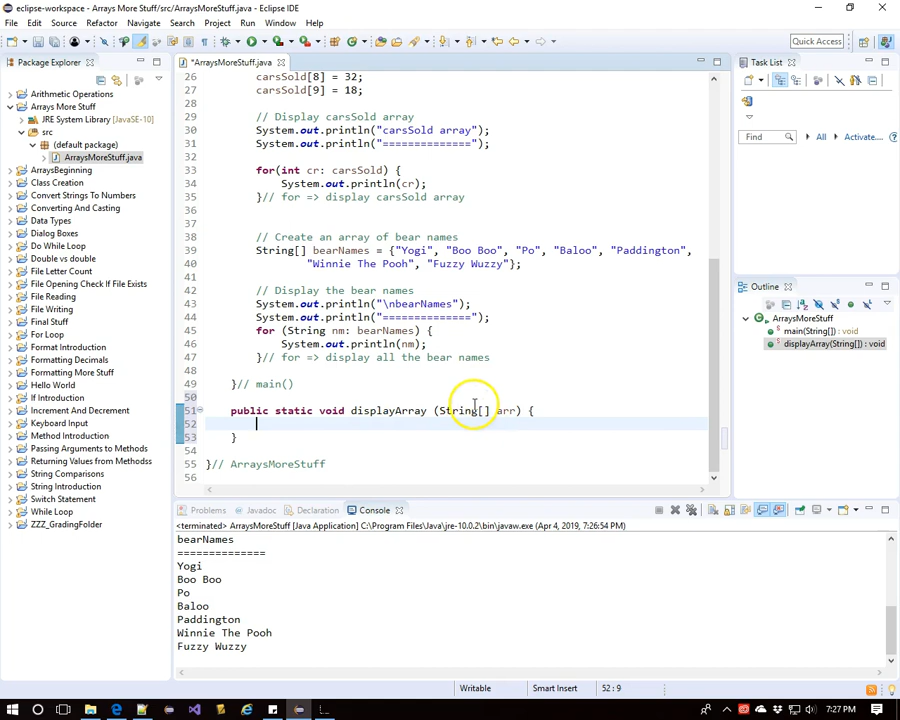 eclipse-workspace - Arrays More Stuff/src/ArraysMoreStuff.java - Eclipse IDE
File Edit Source Refactor Navigate Search Project Run Window Help
Quick Access
Package Explorer
Arithmetic Operations
Arrays More Stuff
JRE System Library [JavaSE-10]
src
(default package)
ArraysMoreStuff.java
ArraysBeginning
Class Creation
Convert Strings To Numbers
Converting And Casting
Data Types
Dialog Boxes
Do While Loop
Double vs double
File Letter Count
File Opening Check If File Exists
File Reading
File Writing
Final Stuff
For Loop
Format Introduction
Formatting Decimals
Formatting More Stuff
Hello World
If Introduction
Increment And Decrement
Keyboard Input
Method Introduction
Passing Arguments to Methods
Returning Values from Methodss
String Comparisons
String Introduction
Switch Statement
While Loop
ZZZ_GradingFolder
*ArraysMoreStuff.java
26 carsSold[8] = 32;
27 carsSold[9] = 18;
28
29 // Display carsSold array
30 System.out.println("carsSold array");
31 System.out.println("==============");
32
33 for(int cr: carsSold) {
34 System.out.println(cr);
35 }// for => display carsSold array
36
37
38 // Create an array of bear names
39 String[] bearNames = {"Yogi", "Boo Boo", "Po", "Baloo", "Paddington",
40 "Winnie The Pooh", "Fuzzy Wuzzy"};
41
42 // Display the bear names
43 System.out.println("\nbearNames");
44 System.out.println("==============");
45 for (String nm: bearNames) {
46 System.out.println(nm);
47 }// for => display all the bear names
48
49 }// main()
50
51 public static void displayArray (String[] arr) {
52
53 }
54
55 }// ArraysMoreStuff
56
Task List
Find
All
Activate...
Outline
ArraysMoreStuff
main(String[]) : void
displayArray(String[]) : void
Problems Javadoc Declaration Console
<terminated> ArraysMoreStuff [Java Application] C:\Program Files\Java\jre-10.0.2\bin\javaw.exe (Apr 4, 2019, 7:26:54 PM)
bearNames
==============
Yogi
Boo Boo
Po
Baloo
Paddington
Winnie The Pooh
Fuzzy Wuzzy
Writable Smart Insert 52 : 9
7:27 PM